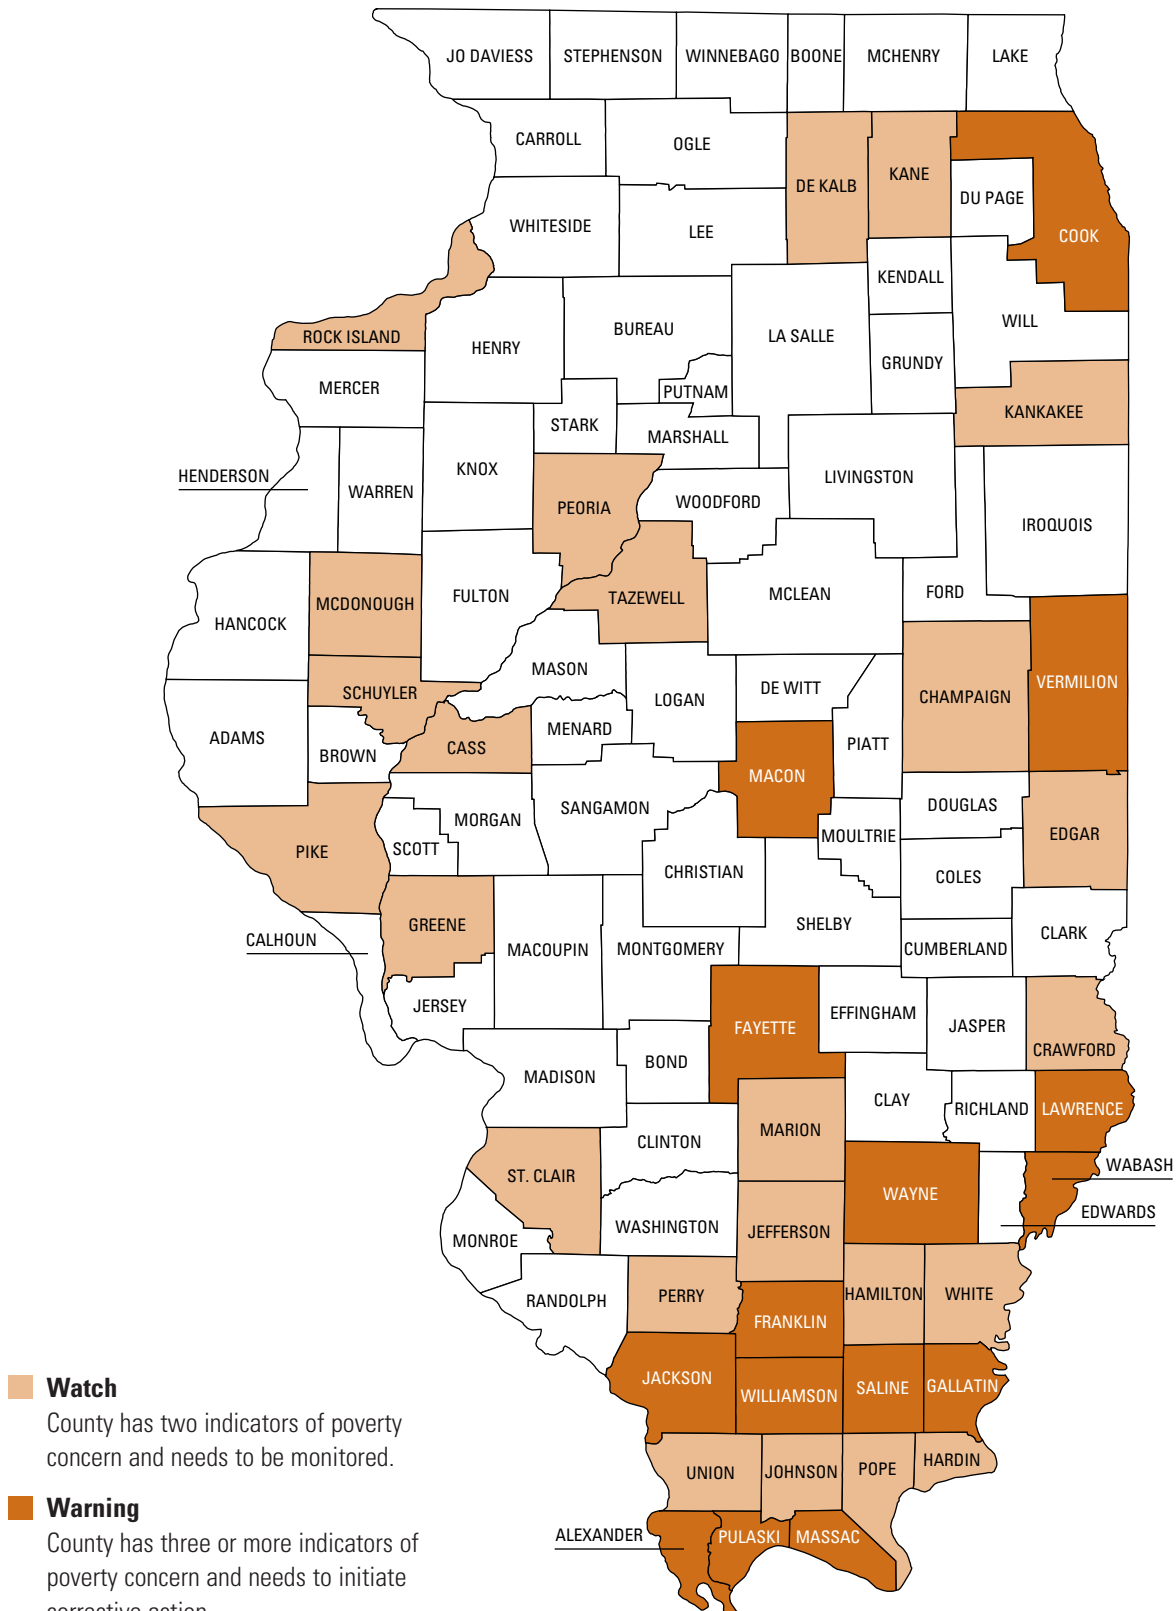 JO DAVIESS
STEPHENSON
WINNEBAGO
BOONE
MCHENRY
LAKE
CARROLL
OGLE
DE KALB
KANE
DU PAGE
COOK
WHITESIDE
LEE
KENDALL
ROCK ISLAND
HENRY
BUREAU
LA SALLE
WILL
GRUNDY
MERCER
PUTNAM
KANKAKEE
STARK
MARSHALL
HENDERSON
WARREN
KNOX
PEORIA
WOODFORD
LIVINGSTON
IROQUOIS
HANCOCK
MCDONOUGH
FULTON
TAZEWELL
MCLEAN
FORD
SCHUYLER
MASON
LOGAN
DE WITT
CHAMPAIGN
VERMILION
ADAMS
BROWN
CASS
MENARD
PIATT
MACON
PIKE
SCOTT
MORGAN
SANGAMON
MOULTRIE
DOUGLAS
EDGAR
CHRISTIAN
COLES
CALHOUN
GREENE
MACOUPIN
MONTGOMERY
SHELBY
CUMBERLAND
CLARK
JERSEY
FAYETTE
EFFINGHAM
JASPER
CRAWFORD
MADISON
BOND
CLAY
RICHLAND
LAWRENCE
MARION
CLINTON
WABASH
ST. CLAIR
WAYNE
EDWARDS
MONROE
WASHINGTON
JEFFERSON
RANDOLPH
PERRY
FRANKLIN
HAMILTON
WHITE
JACKSON
WILLIAMSON
SALINE
GALLATIN
UNION
JOHNSON
POPE
HARDIN
ALEXANDER
PULASKI
MASSAC
Watch
County has two indicators of poverty
concern and needs to be monitored.
Warning
County has three or more indicators of
poverty concern and needs to initiate
corrective action.